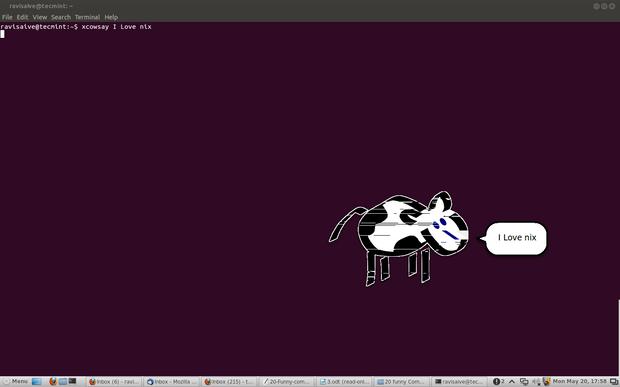 ravisaive@tecmint: ~
File Edit View Search Terminal Help
ravisaive@tecmint:~$ xcowsay I Love nix
I Love nix
Menu
Inbox (6) - ravi...
Inbox - Mozilla ...
Inbox (215) - t...
20-Funny-com...
3.odt (read-onl...
20 funny Com...
ravisaive@tec...
2
Mon May 20, 17:58